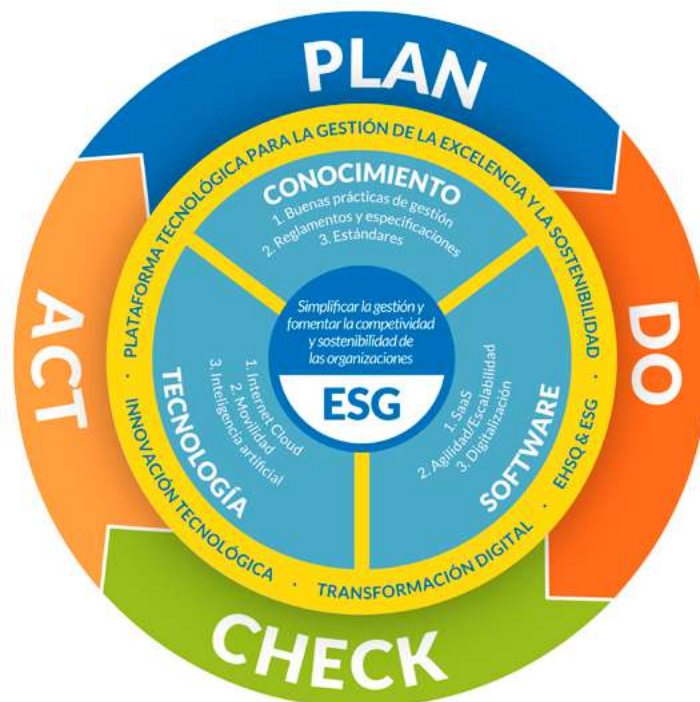 PLAN
DO
CHECK
ACT
PLATAFORMA TECNOLÓGICA PARA LA GESTIÓN DE LA EXCELENCIA Y LA SOSTENIBILIDAD
EHSQ & ESG
TRANSFORMACIÓN DIGITAL
INNOVACIÓN TECNOLÓGICA
CONOCIMIENTO
1. Buenas prácticas de gestión
2. Reglamentos y especificaciones
3. Estándares
SOFTWARE
1. SaaS
2. Agilidad/Escalabilidad
3. Digitalización
TECNOLOGÍA
1. Internet Cloud
2. Movilidad
3. Inteligencia artificial
Simplificar la gestión y
fomentar la competividad
y sostenibilidad de
las organizaciones
ESG